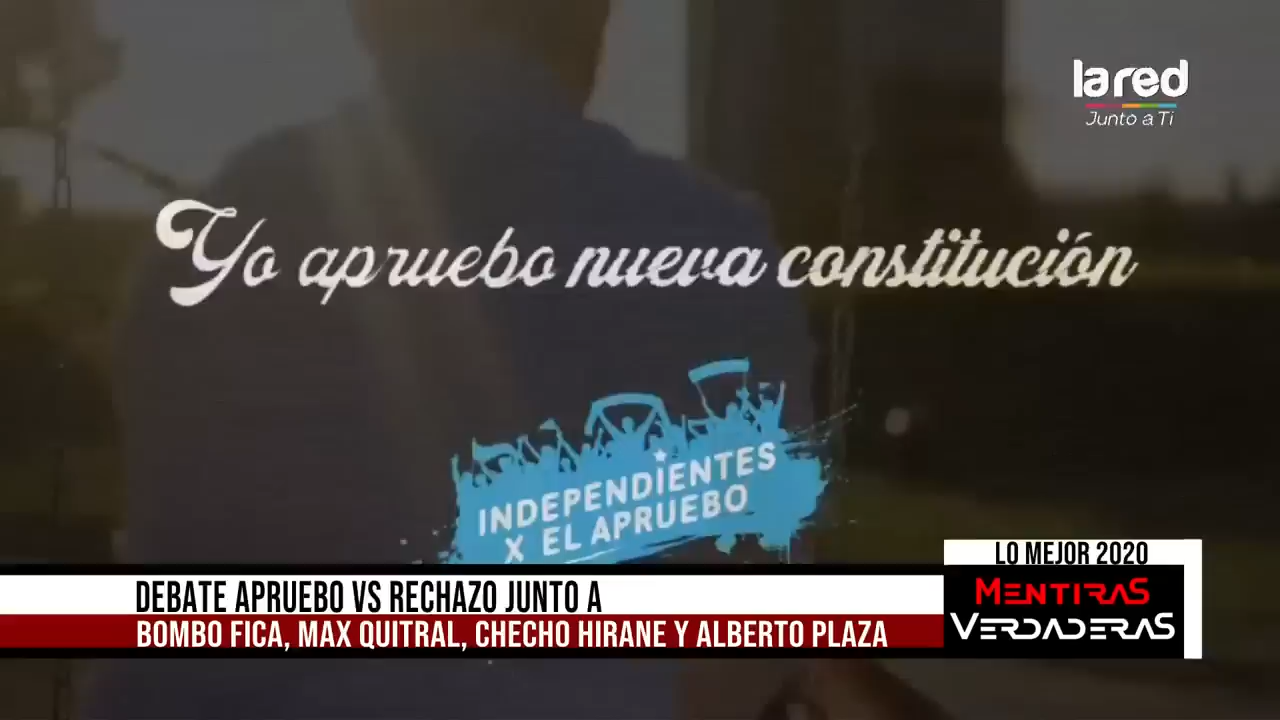 lared
Junto a Ti
Yo apruebo nueva constitución
INDEPENDIENTES
X EL APRUEBO
LO MEJOR 2020
MENTIRAS
VERDADERAS
DEBATE APRUEBO VS RECHAZO JUNTO A
BOMBO FICA, MAX QUITRAL, CHECHO HIRANE Y ALBERTO PLAZA